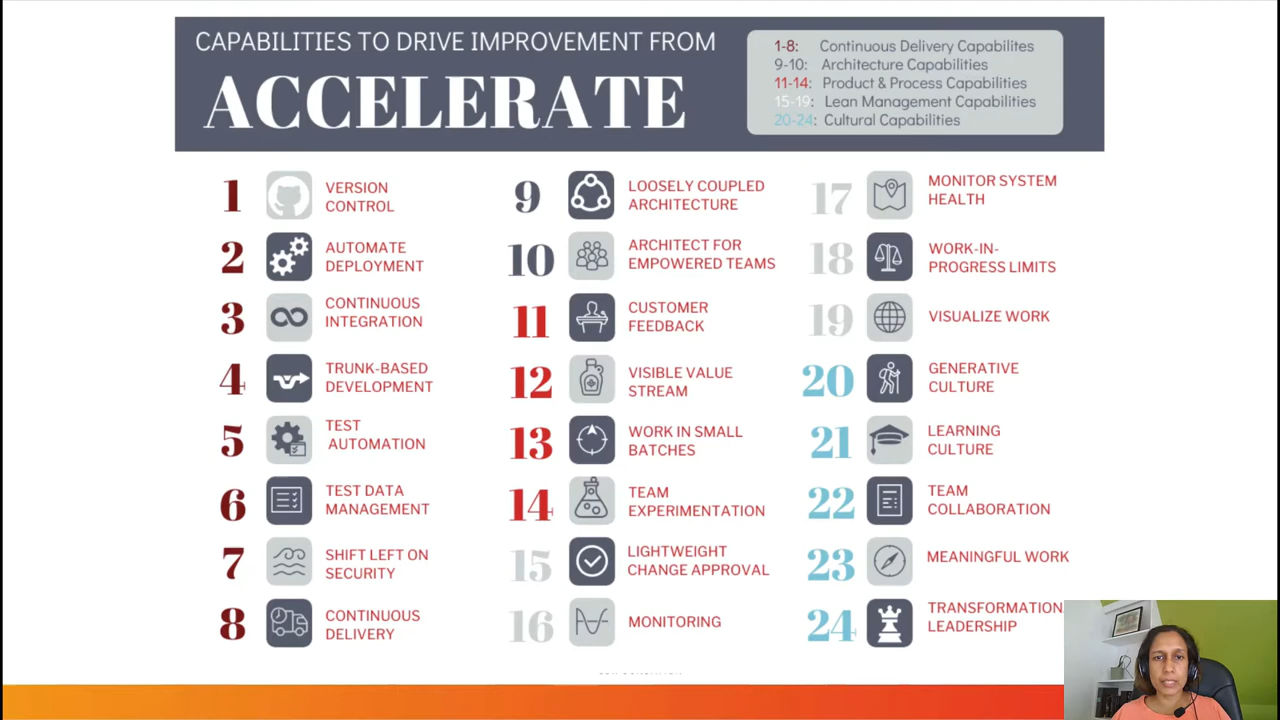 CAPABILITIES TO DRIVE IMPROVEMENT FROM
ACCELERATE
1-8: Continuous Delivery Capabilites
9-10: Architecture Capabilities
11-14: Product & Process Capabilities
15-19: Lean Management Capabilities
20-24: Cultural Capabilities
1
VERSION
CONTROL
2
AUTOMATE
DEPLOYMENT
3
CONTINUOUS
INTEGRATION
4
TRUNK-BASED
DEVELOPMENT
5
TEST
AUTOMATION
6
TEST DATA
MANAGEMENT
7
SHIFT LEFT ON
SECURITY
8
CONTINUOUS
DELIVERY
9
LOOSELY COUPLED
ARCHITECTURE
10
ARCHITECT FOR
EMPOWERED TEAMS
11
CUSTOMER
FEEDBACK
12
VISIBLE VALUE
STREAM
13
WORK IN SMALL
BATCHES
14
TEAM
EXPERIMENTATION
15
LIGHTWEIGHT
CHANGE APPROVAL
16
MONITORING
17
MONITOR SYSTEM
HEALTH
18
WORK-IN-
PROGRESS LIMITS
19
VISUALIZE WORK
20
GENERATIVE
CULTURE
21
LEARNING
CULTURE
22
TEAM
COLLABORATION
23
MEANINGFUL WORK
24
TRANSFORMATION
LEADERSHIP